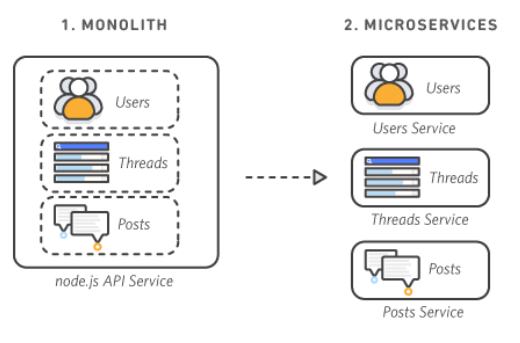 1. MONOLITH
Users
Threads
Posts
node.js API Service
2. MICROSERVICES
Users
Users Service
Threads
Threads Service
Posts
Posts Service